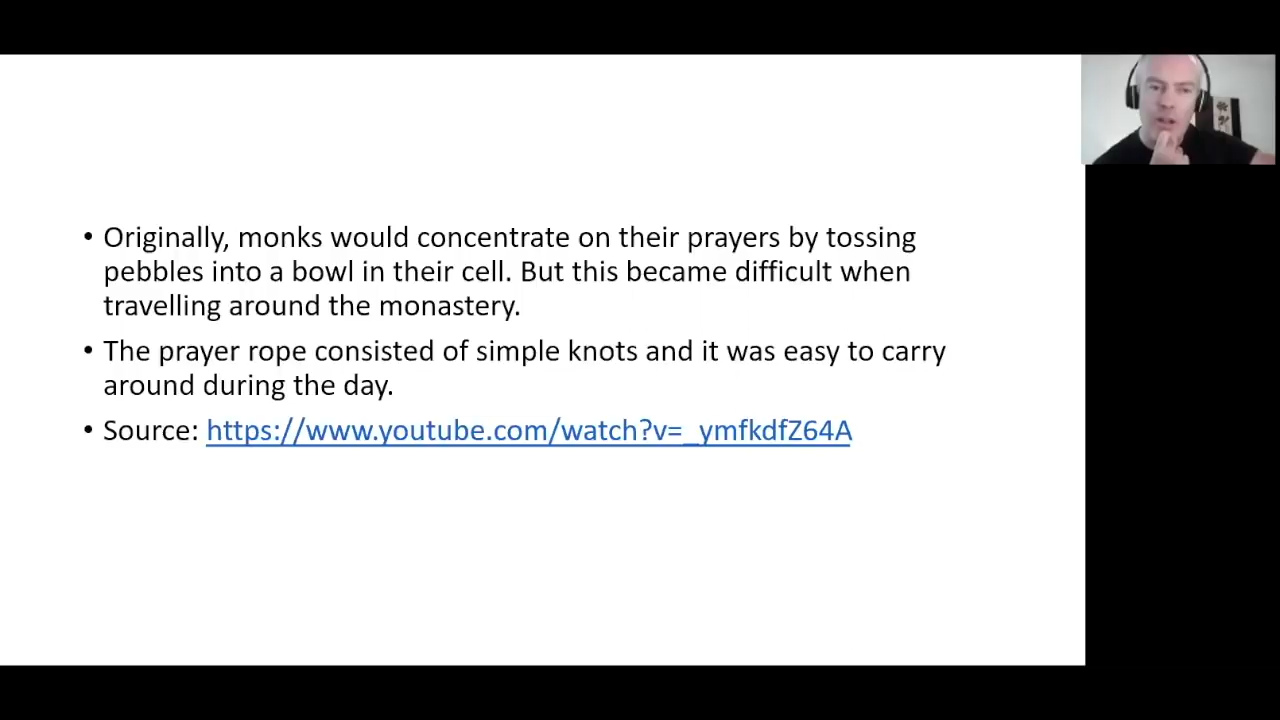 • Originally, monks would concentrate on their prayers by tossing
pebbles into a bowl in their cell. But this became difficult when
travelling around the monastery.
• The prayer rope consisted of simple knots and it was easy to carry
around during the day.
• Source: https://www.youtube.com/watch?v=_ymfkdfZ64A